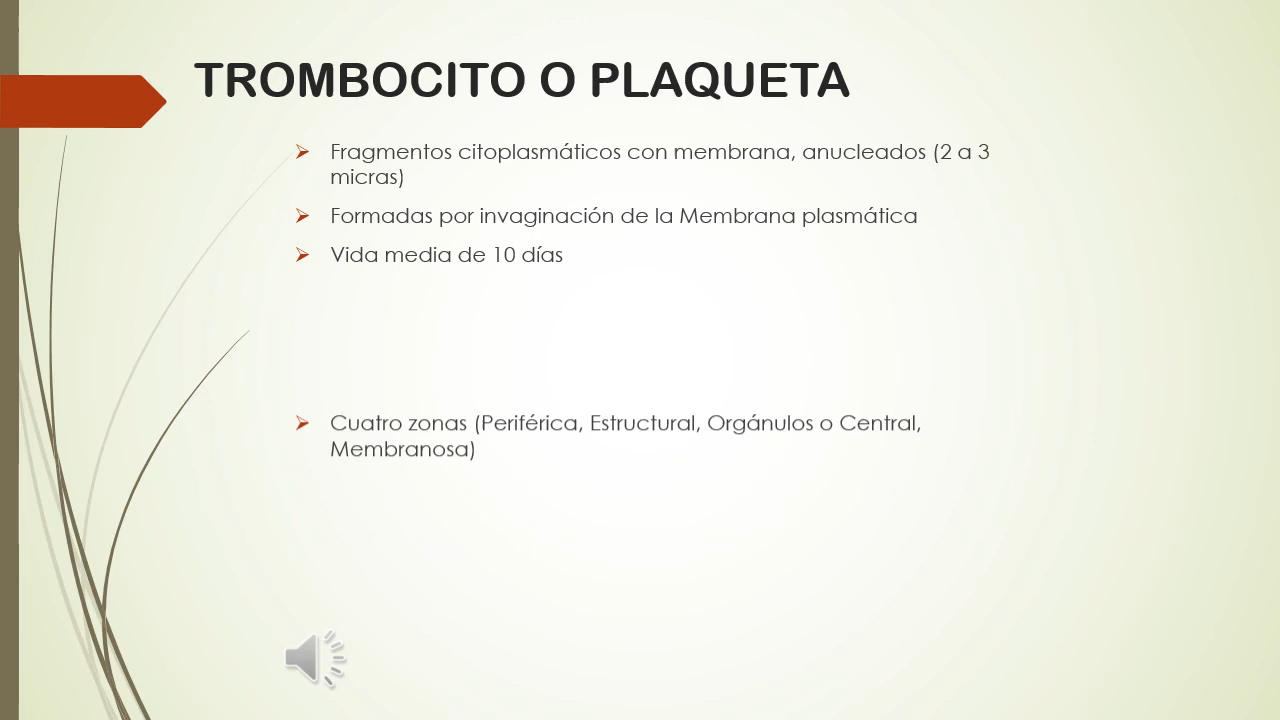 TROMBOCITO O PLAQUETA
Fragmentos citoplasmáticos con membrana, anucleados (2 a 3
micras)
Formadas por invaginación de la Membrana plasmática
Vida media de 10 días
Cuatro zonas (Periférica, Estructural, Orgánulos o Central,
Membranosa)